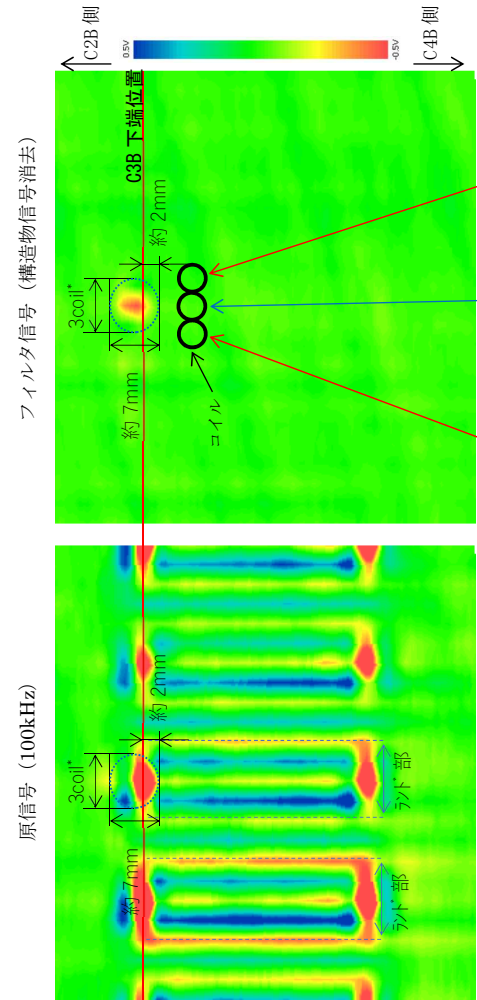 原信号 (100kHz)
3coil*
約 7mm
約 2mm
ﾗﾝﾄﾞ部
ﾗﾝﾄﾞ部
フィルタ信号 (構造物信号消去)
3coil*
約 7mm
約 2mm
コイル
C3B 下端位置
C2B 側
0.5V
-0.5V
C4B 側